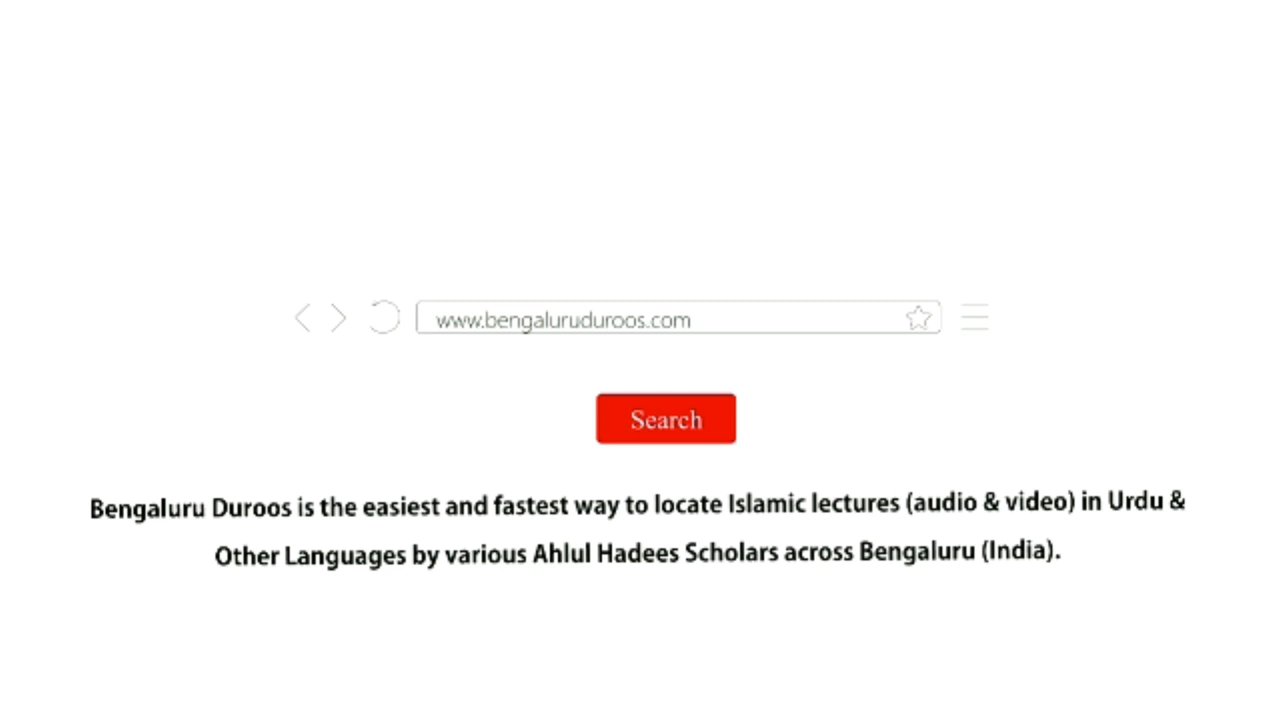 www.bengaluruduroos.com
Search
Bengaluru Duroos is the easiest and fastest way to locate Islamic lectures (audio & video) in Urdu &
Other Languages by various Ahlul Hadees Scholars across Bengaluru (India).